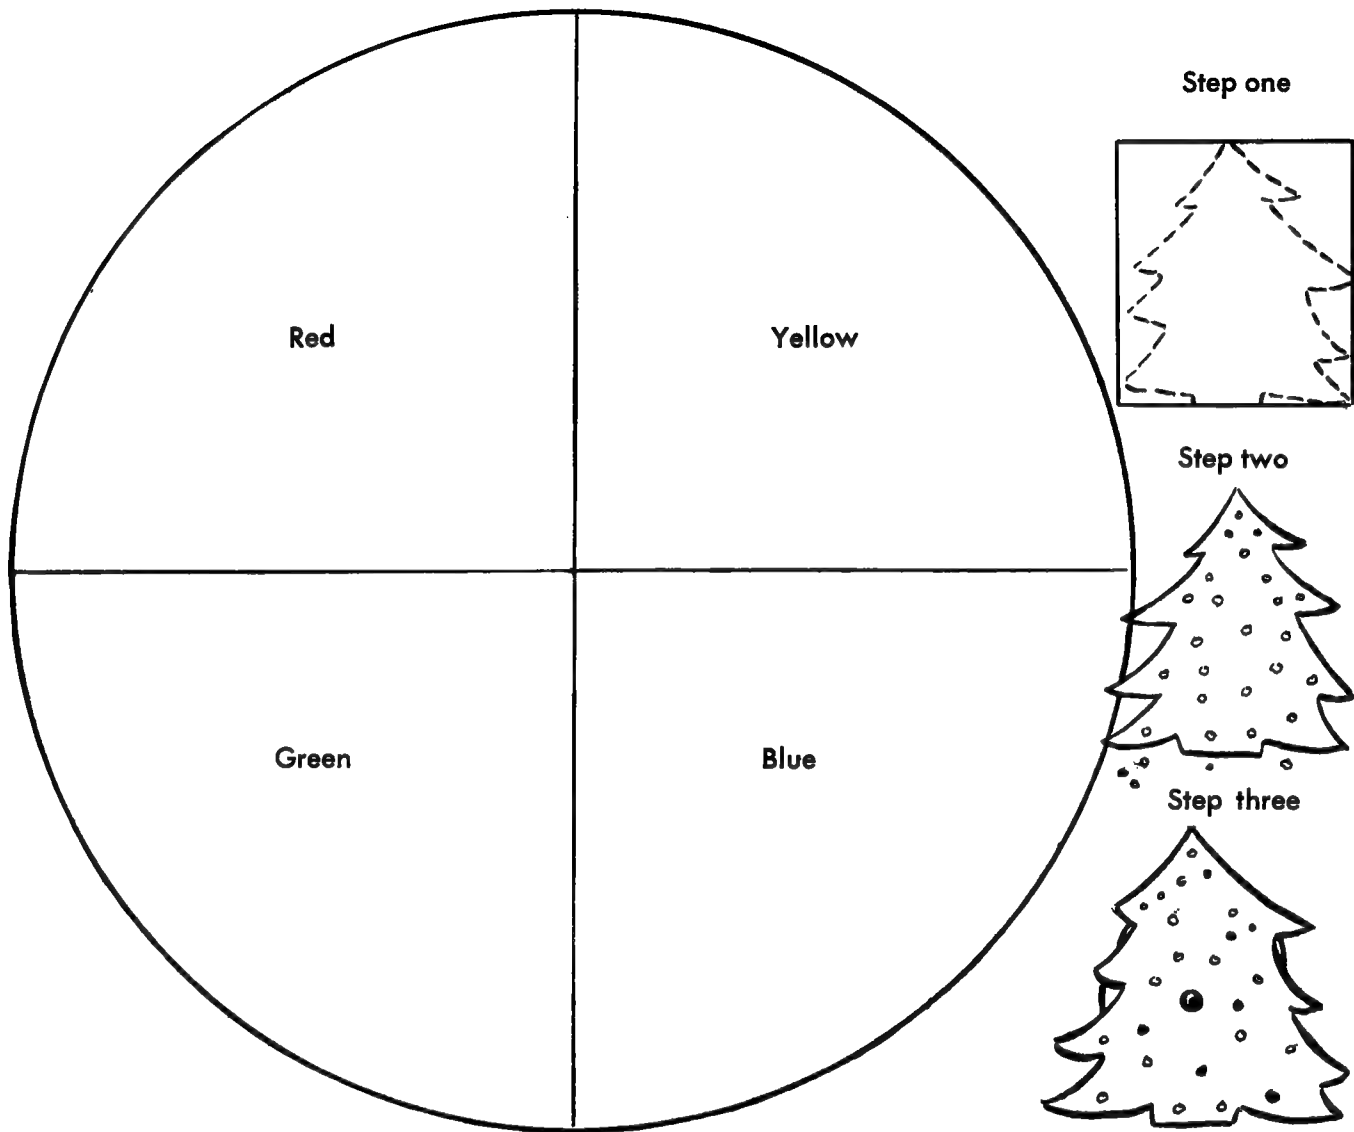 Step one
Red
Yellow
Step two
Green
Blue
Step three